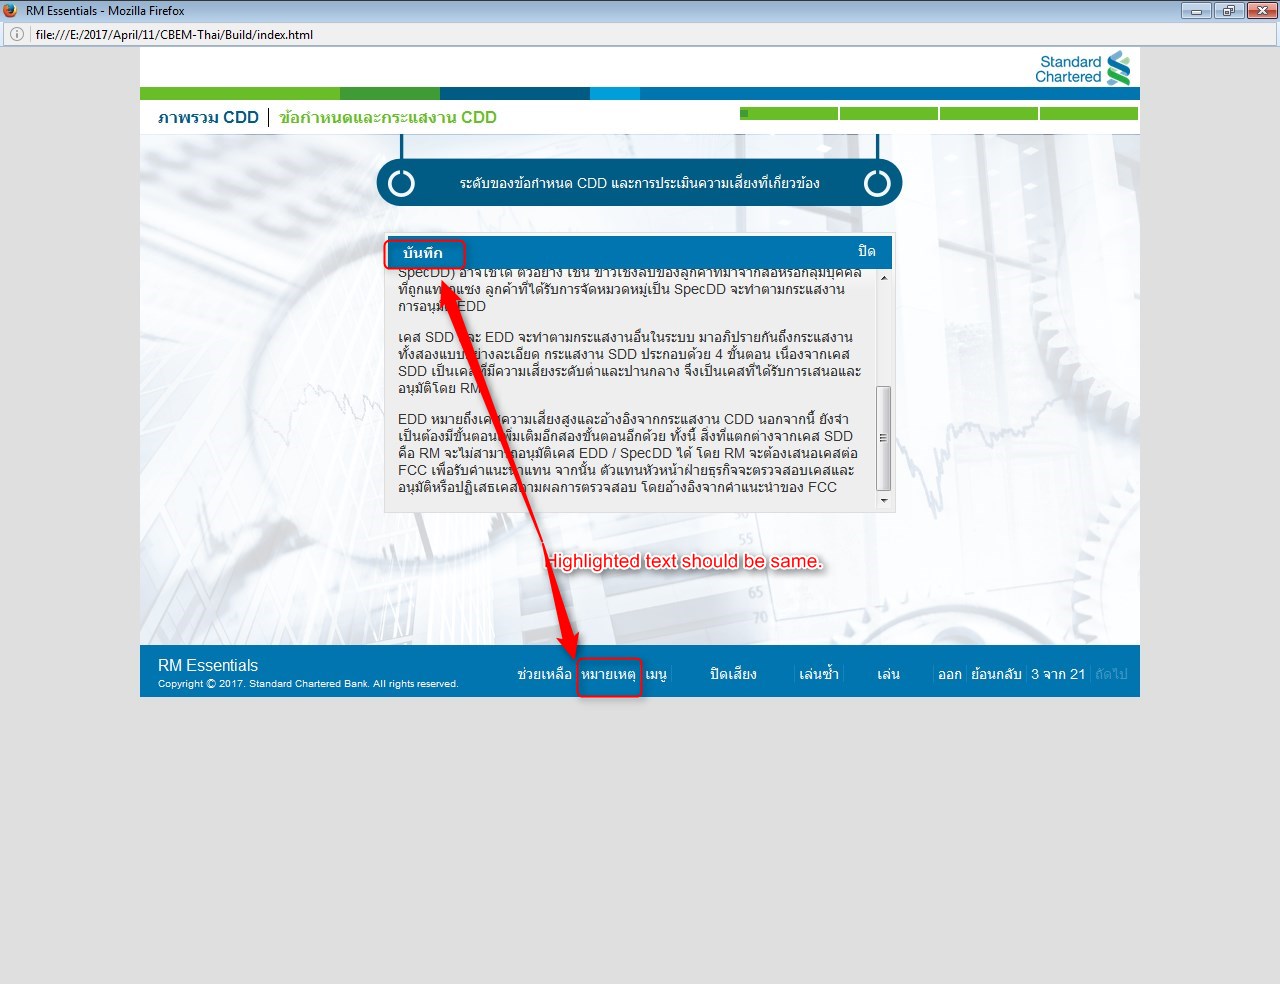 RM Essentials - Mozilla Firefox
file:///E:/2017/April/11/CBEM-Thai/Build/index.html
Standard
Chartered
ภาพรวม CDD ข้อกำหนดและกระแสงาน CDD
ระดับของข้อกำหนด CDD และการประเมินความเสี่ยงที่เกี่ยวข้อง
บันทึก ปิด
SpecDD) อาจใช้ได้ ตัวอย่าง เช่น ข่าวเชิงลบของลูกค้าที่มาจากสื่อหรือกลุ่มบุคคล
ลูกค้าที่ได้รับการจัดหมวดหมู่เป็น SpecDD จะทำตามกระแสงาน
EDD
เคส SDD และ EDD จะทำตามกระแสงานอื่นในระบบ มาอภิปรายกันถึงกระแสงาน
ทั้งสองแบบอย่างละเอียด กระแสงาน SDD ประกอบด้วย 4 ขั้นตอน เนื่องจากเคส
SDD เป็นเคสที่มีความเสี่ยงระดับต่ำและปานกลาง จึงเป็นเคสที่ได้รับการเสนอและ
อนุมัติโดย RM
EDD หมายถึงเคสความเสี่ยงสูงและอ้างอิงจากกระแสงาน CDD นอกจากนี้ ยังจำ
เป็นต้องมีขั้นตอนเพิ่มเติมอีกสองขั้นตอนอีกด้วย ทั้งนี้ สิ่งที่แตกต่างจากเคส SDD
คือ RM จะไม่สามารถอนุมัติเคส EDD / SpecDD ได้ โดย RM จะต้องเสนอเคสต่อ
FCC เพื่อรับคำแนะนำแทน จากนั้น ตัวแทนหัวหน้าฝ่ายธุรกิจจะตรวจสอบเคสและ
อนุมัติหรือปฏิเสธเคสตามผลการตรวจสอบ โดยอ้างอิงจากคำแนะนำของ FCC
55
Highlighted text should be same.
65
70
RM Essentials
Copyright © 2017. Standard Chartered Bank. All rights reserved.
ช่วยเหลือ หมายเหตุ เมนู ปิดเสียง เล่นซ้ำ เล่น ออก ย้อนกลับ 3 จาก 21 ถัดไป